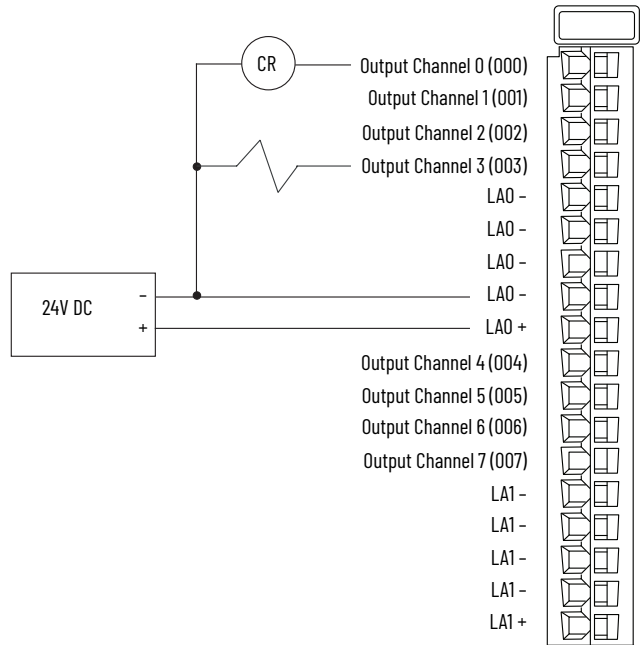 CR
Output Channel 0 (000)
Output Channel 1 (001)
Output Channel 2 (002)
Output Channel 3 (003)
LA0 –
LA0 –
LA0 –
LA0 –
24V DC
–
+
LA0 +
Output Channel 4 (004)
Output Channel 5 (005)
Output Channel 6 (006)
Output Channel 7 (007)
LA1 –
LA1 –
LA1 –
LA1 –
LA1 +